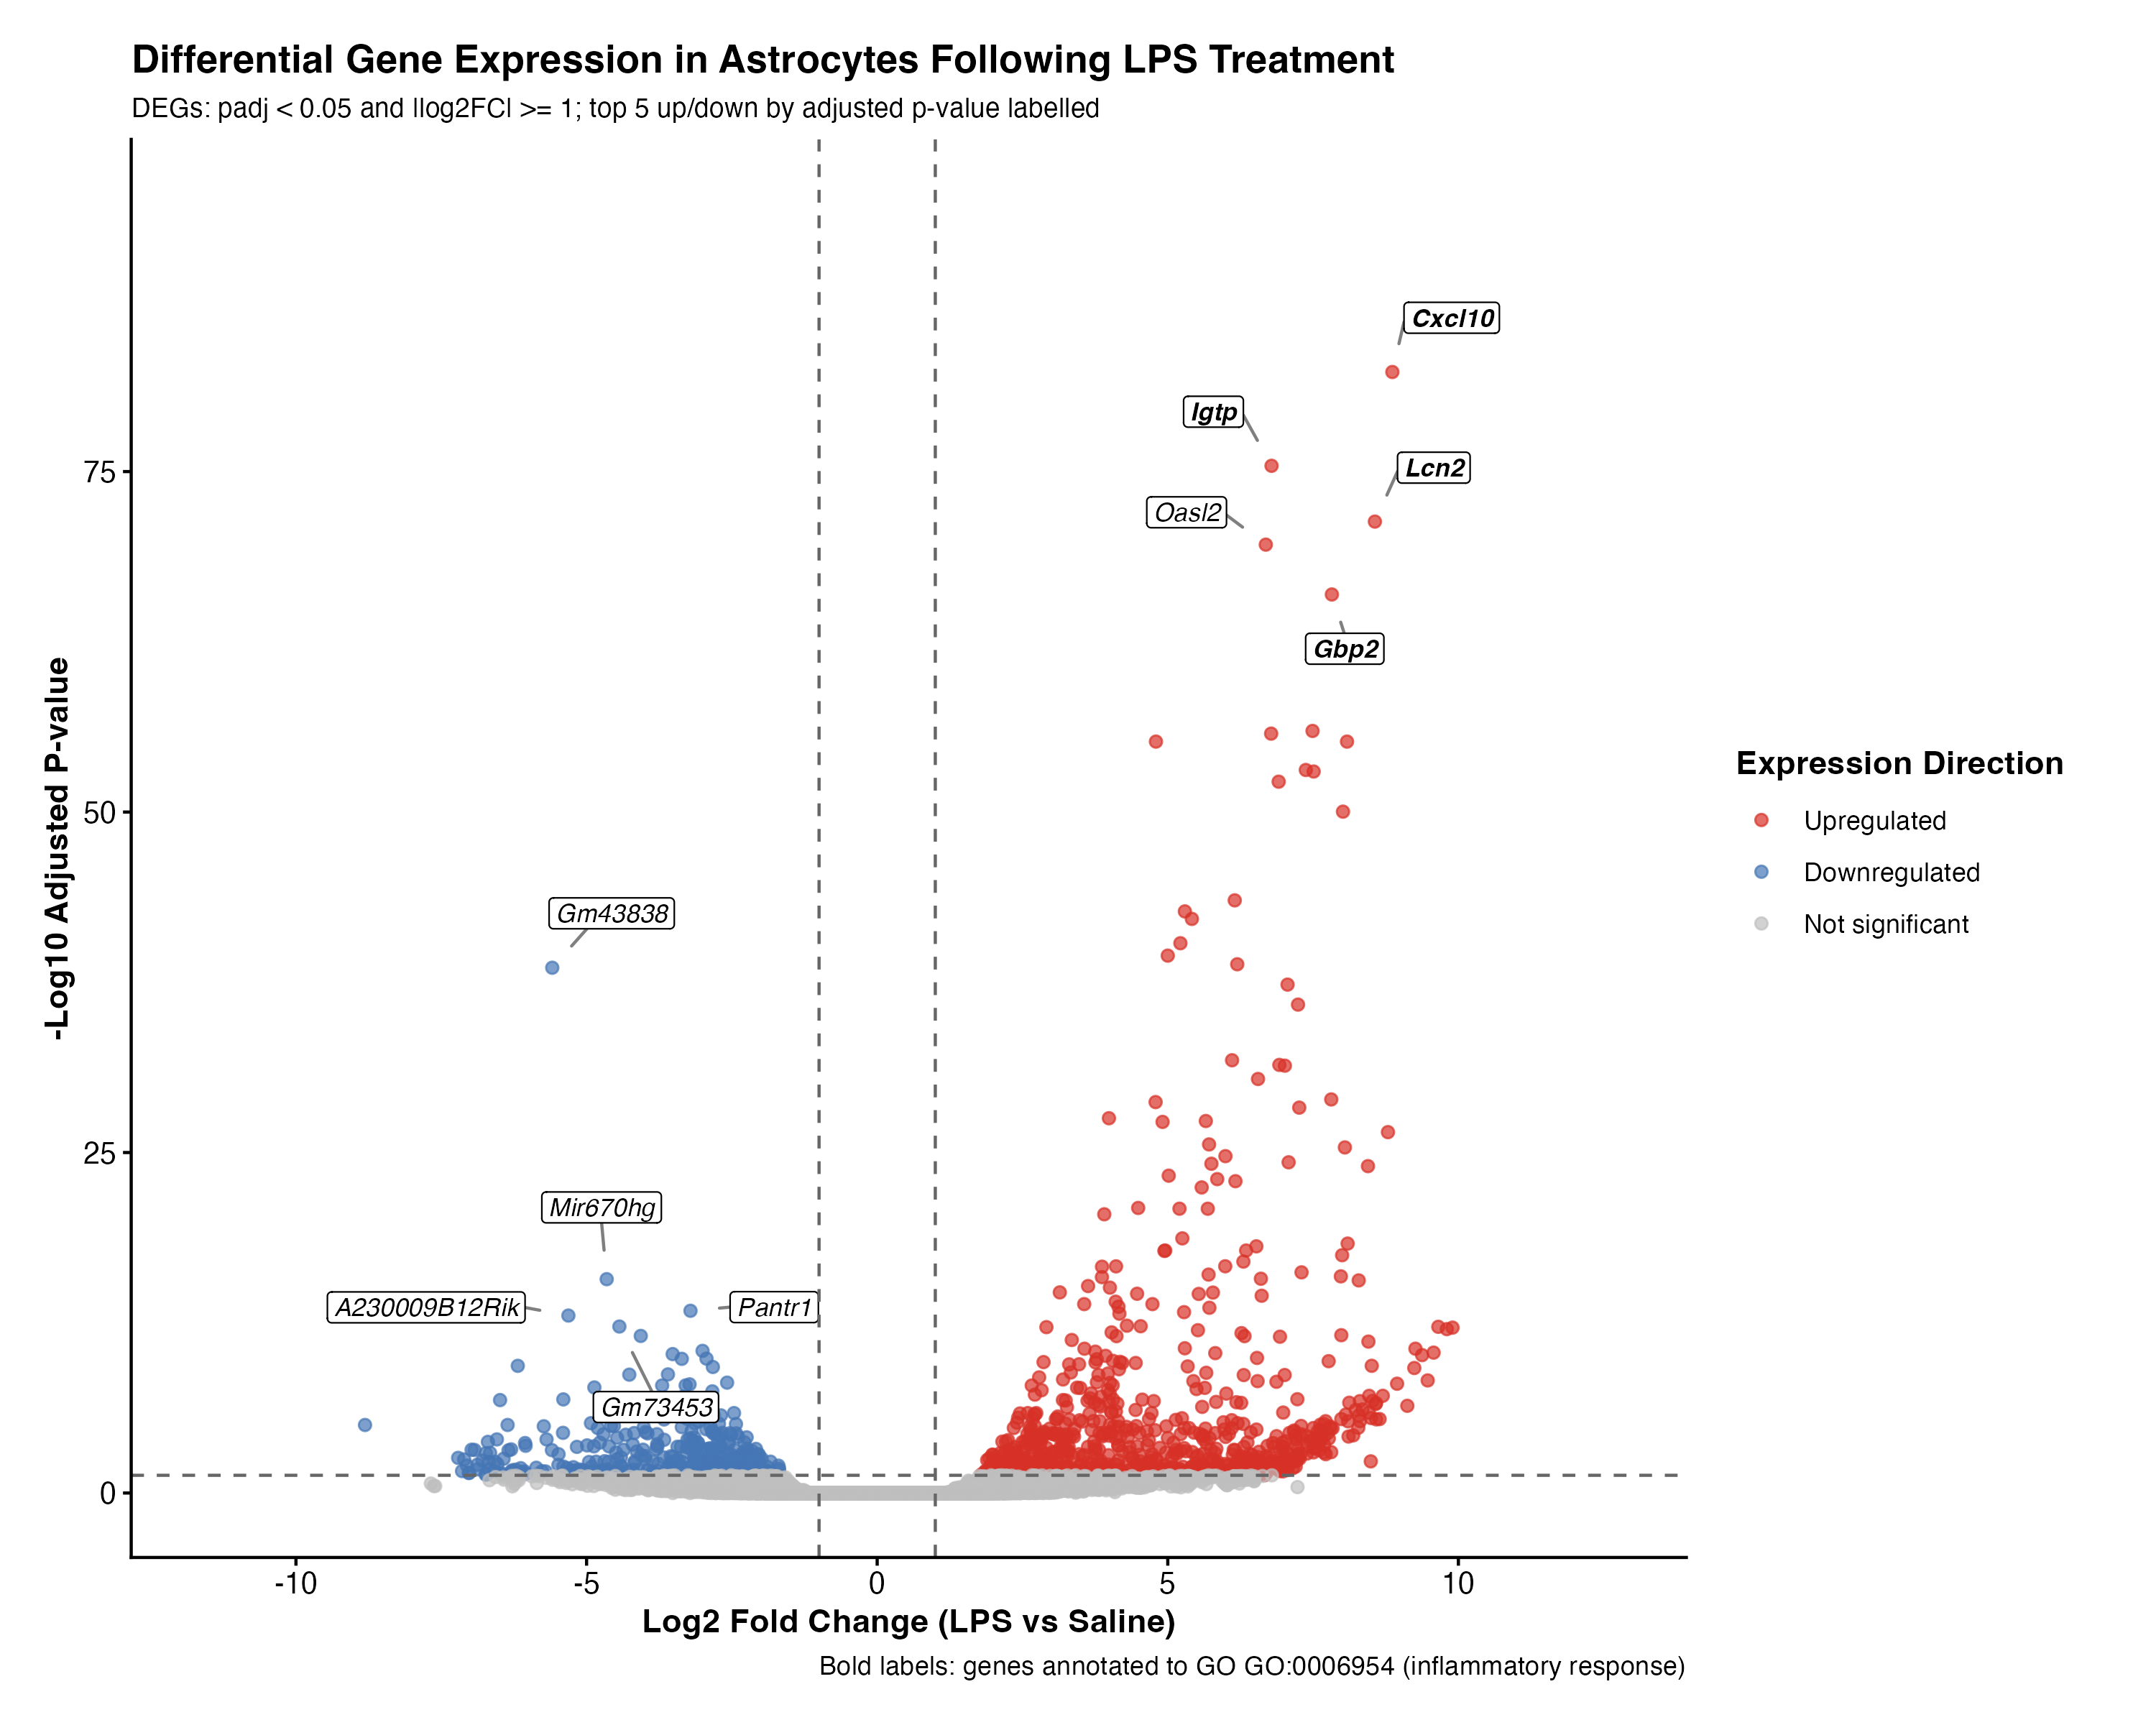 Differential Gene Expression in Astrocytes Following LPS Treatment
DEGs: padj < 0.05 and |log2FC| >= 1; top 5 up/down by adjusted p-value labelled
Cxcl10
Igtp
Lcn2
Oasl2
Gbp2
Gm43838
Mir670hg
A230009B12Rik
Pantr1
Gm73453
75
50
25
0
-Log10 Adjusted P-value
-10
-5
0
5
10
Log2 Fold Change (LPS vs Saline)
Expression Direction
Upregulated
Downregulated
Not significant
Bold labels: genes annotated to GO GO:0006954 (inflammatory response)